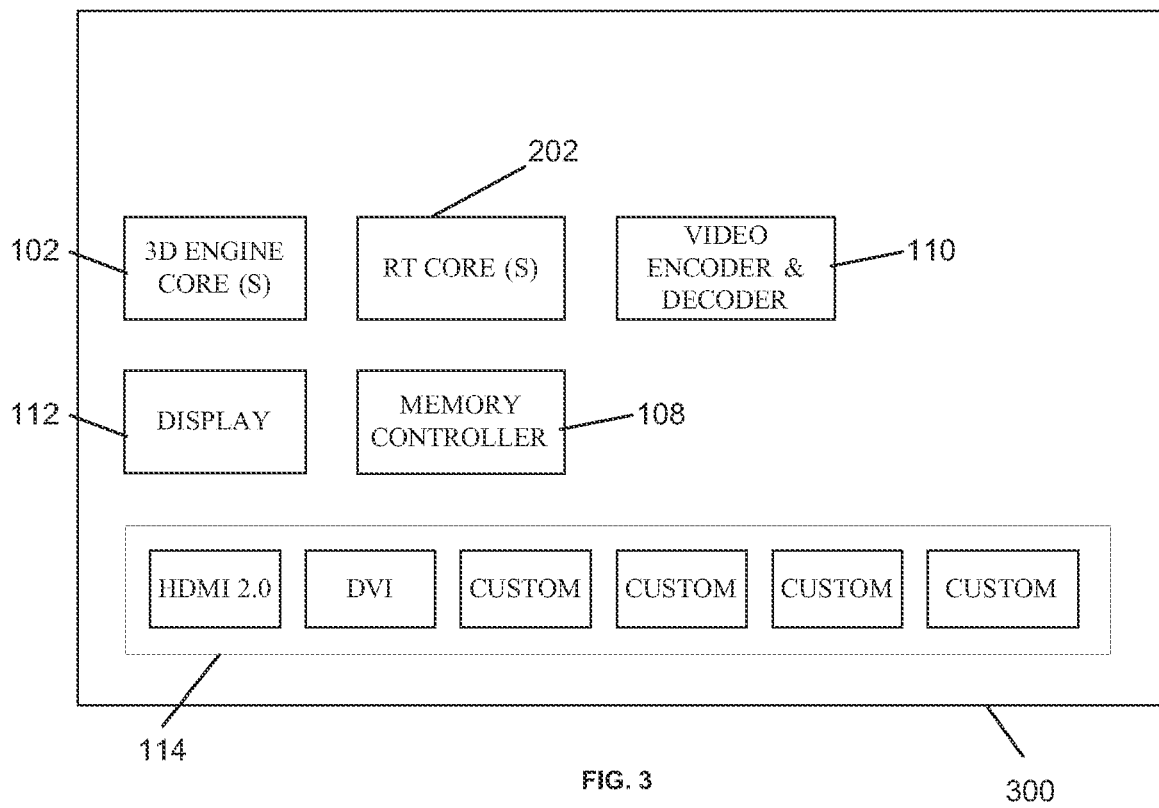 202
102
3D ENGINE
CORE (S)
RT CORE (S)
VIDEO
ENCODER &
DECODER
110
112
DISPLAY
MEMORY
CONTROLLER
108
HDMI 2.0
DVI
CUSTOM
CUSTOM
CUSTOM
CUSTOM
114
FIG. 3
300